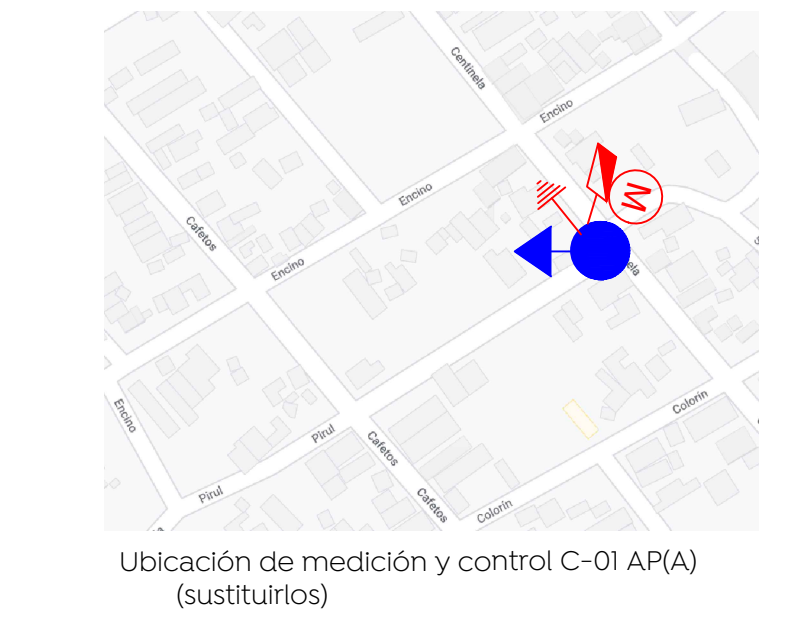 Centinela
Encino
Encino
M
Cafetos
Encino
Colorín
Encino
Pirul
Cafetos
Pirul
Cafetos
Colorín
Ubicación de medición y control C-01 AP(A)
(sustituirlos)